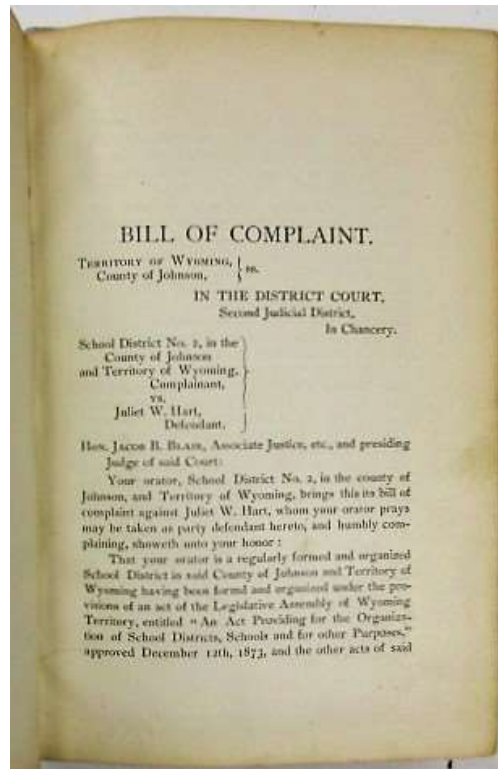 BILL OF COMPLAINT.
TERRITORY OF WYOMING,
County of Johnson,
ss.
IN THE DISTRICT COURT,
Second Judicial District,
In Chancery.
School District No. 2, in the
County of Johnson
and Territory of Wyoming,
Complainant,
vs.
Juliet W. Hart,
Defendant.
HON. JACOB B. BLAIR, Associate Justice, etc., and presiding
Judge of said Court:
Your orator, School District No. 2, in the county of
Johnson, and Territory of Wyoming, brings this its bill of
complaint against Juliet W. Hart, whom your orator prays
may be taken as party defendant hereto, and humbly com-
plaining, showeth unto your honor:
That your orator is a regularly formed and organized
School District in said County of Johnson and Territory of
Wyoming having been formed and organized under the pro-
visions of an act of the Legislative Assembly of Wyoming
Territory, entitled "An Act Providing for the Organiza-
tion of School Districts, Schools and for other Purposes,"
approved December 12th, 1873, and the other acts of said